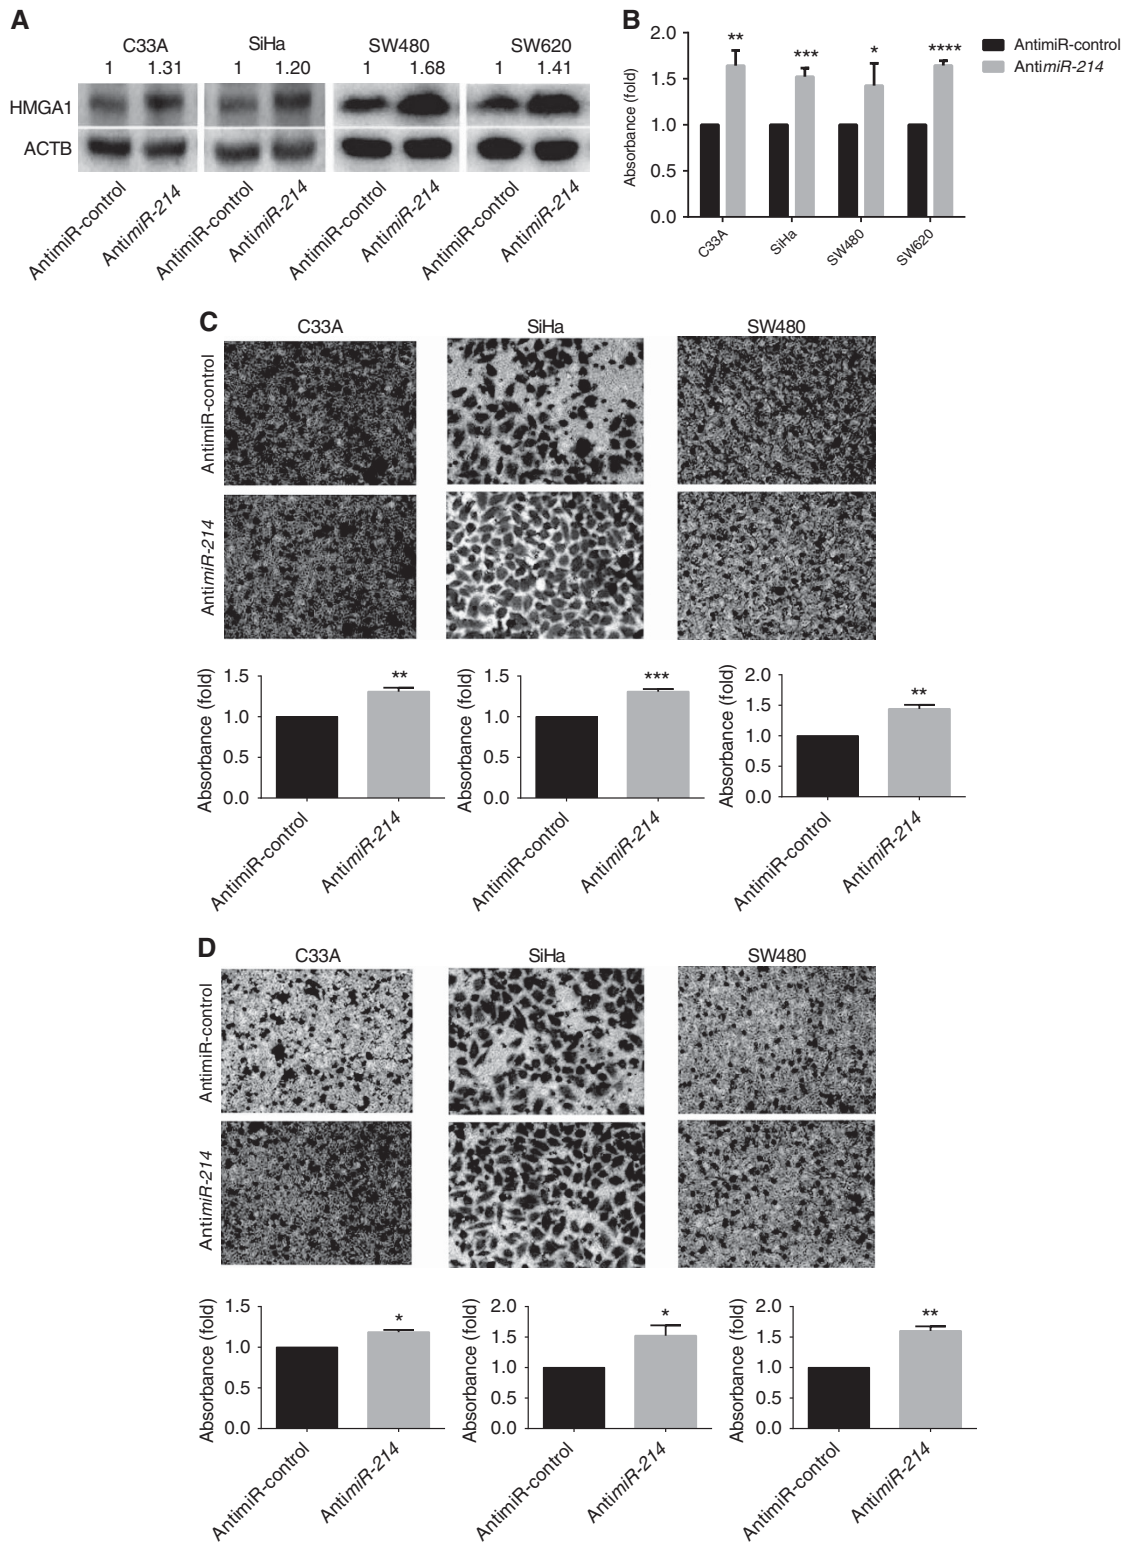 A
C33A SiHa SW480 SW620
1 1.31 1 1.20 1 1.68 1 1.41
HMGA1
ACTB
AntimiR-control AntimiR-214 AntimiR-control AntimiR-214 AntimiR-control AntimiR-214 AntimiR-control AntimiR-214
B
Absorbance (fold)
2.0
1.5
1.0
0.5
0.0
** *** * ****
C33A SiHa SW480 SW620
AntimiR-control
AntimiR-214
C
C33A SiHa SW480
AntimiR-control
AntimiR-214
Absorbance (fold)
1.5
1.0
0.5
0.0
**
AntimiR-control AntimiR-214
Absorbance (fold)
1.5
1.0
0.5
0.0
***
AntimiR-control AntimiR-214
Absorbance (fold)
2.0
1.5
1.0
0.5
0.0
**
AntimiR-control AntimiR-214
D
C33A SiHa SW480
AntimiR-control
AntimiR-214
Absorbance (fold)
1.5
1.0
0.5
0.0
*
AntimiR-control AntimiR-214
Absorbance (fold)
2.0
1.5
1.0
0.5
0.0
*
AntimiR-control AntimiR-214
Absorbance (fold)
2.0
1.5
1.0
0.5
0.0
**
AntimiR-control AntimiR-214